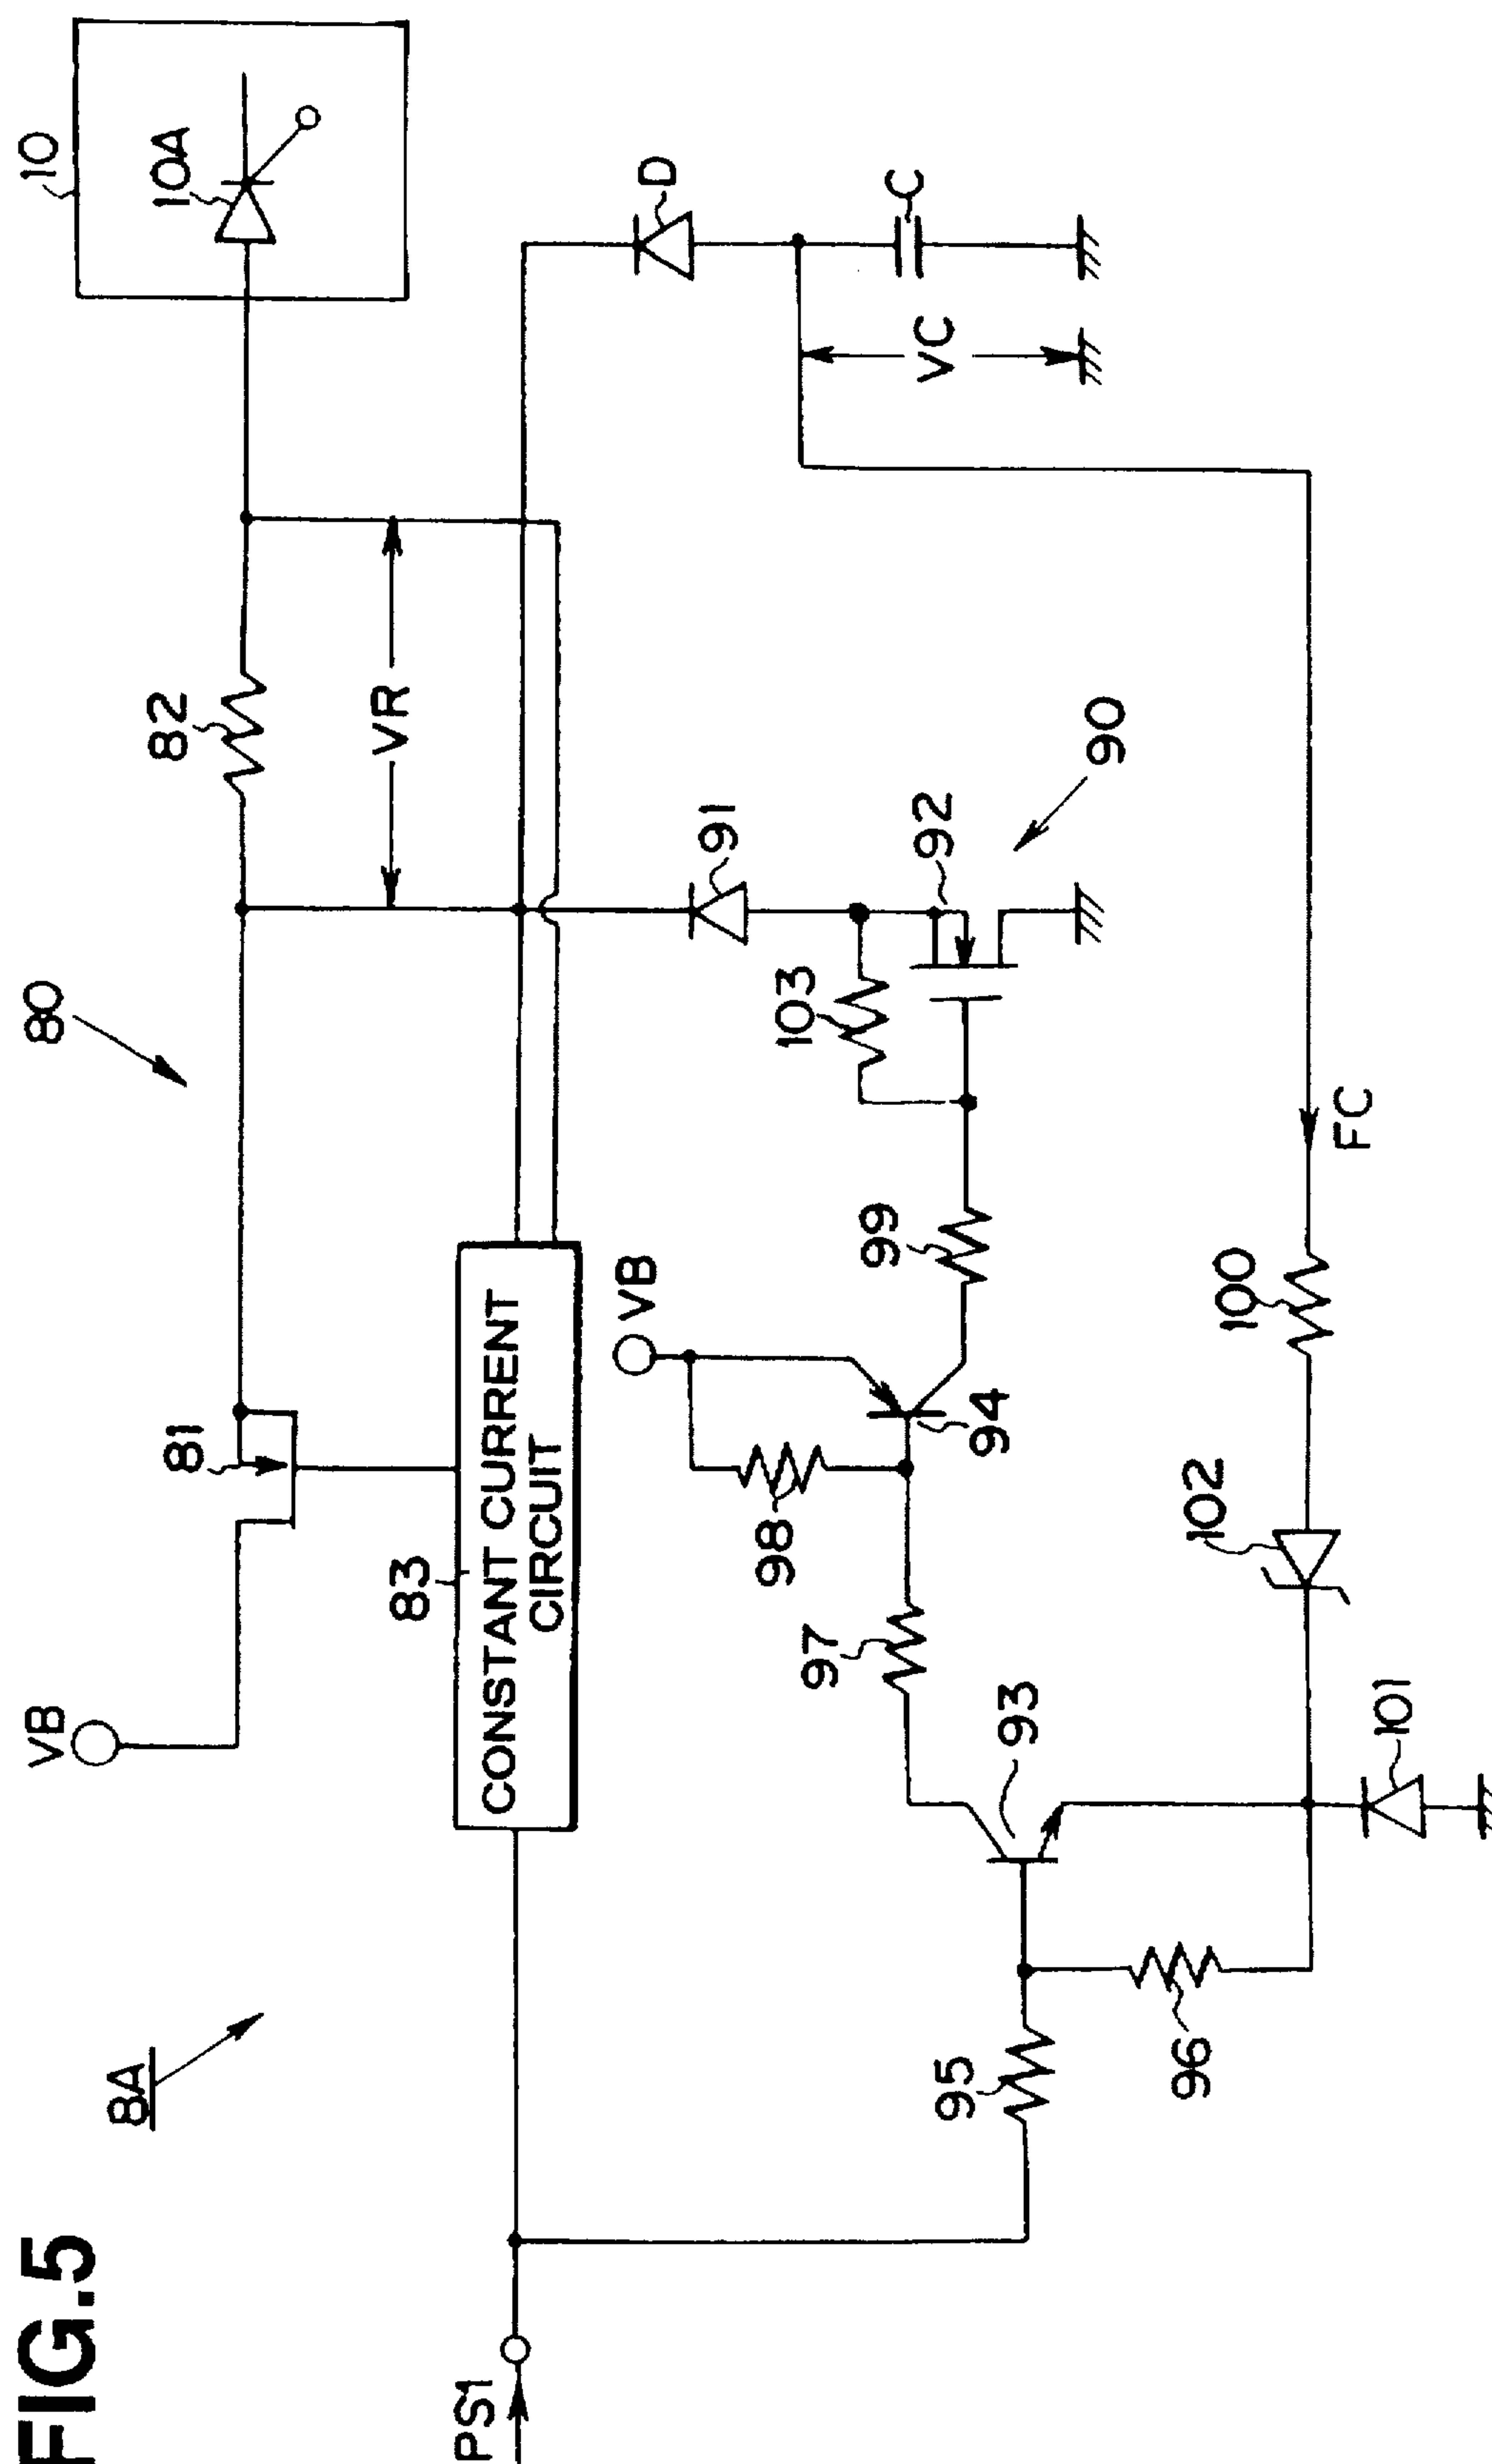 FIG.5
8A
80
10
10A
VB
81
82
VR
83
CONSTANT CURRENT
CIRCUIT
PS1
D
C
VC
91
92
90
103
VB
99
94
98
97
93
95
96
FC
100
102
101